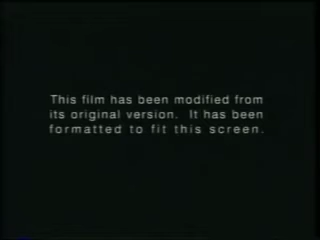 This film has been modified from
its original version.  It has been
formatted to fit this screen.